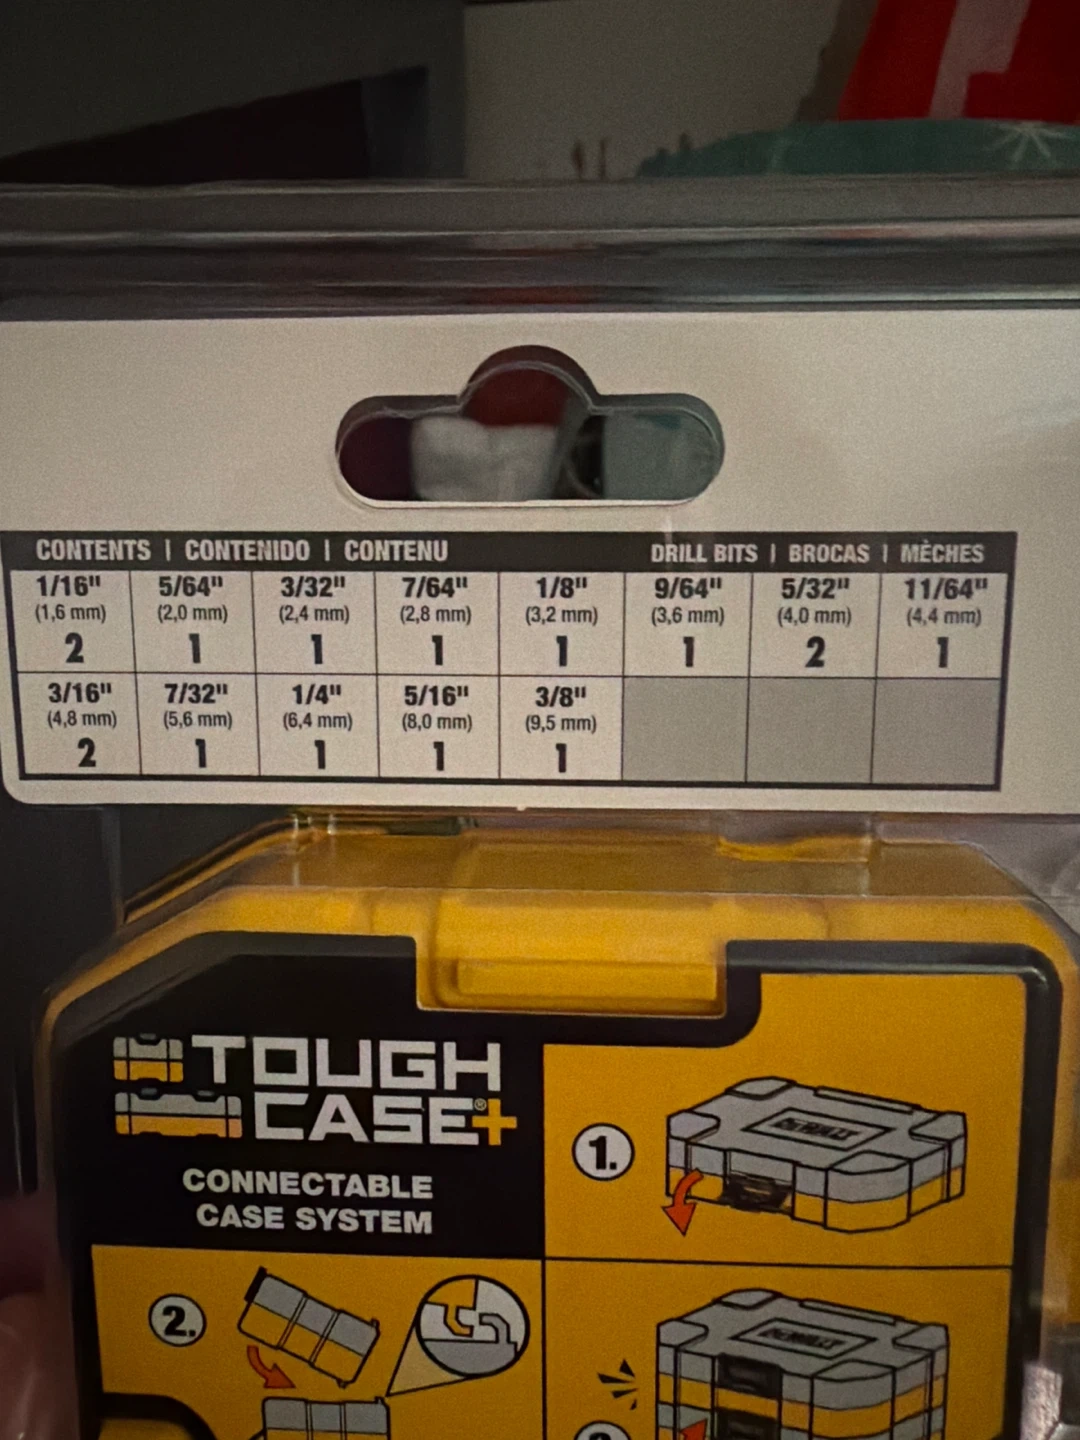 CONTENTS | CONTENIDO | CONTENU DRILL BITS | BROCAS | MÈCHES
1/16" 5/64" 3/32" 7/64" 1/8" 9/64" 5/32" 11/64"
(1,6 mm) (2,0 mm) (2,4 mm) (2,8 mm) (3,2 mm) (3,6 mm) (4,0 mm) (4,4 mm)
2 1 1 1 1 1 2 1
3/16" 7/32" 1/4" 5/16" 3/8"
(4,8 mm) (5,6 mm) (6,4 mm) (8,0 mm) (9,5 mm)
2 1 1 1 1
TOUGH
CASE®+
CONNECTABLE
CASE SYSTEM
1.
DEWALT
2.
DEWALT